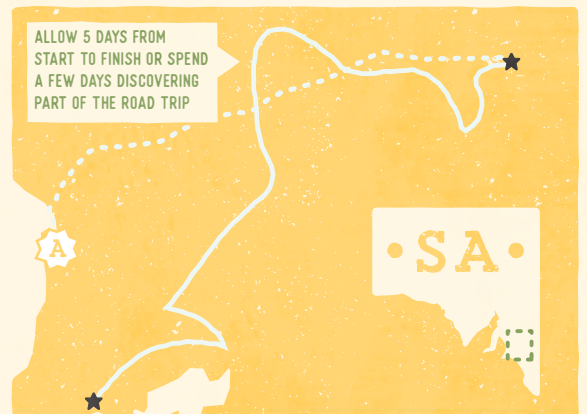 ALLOW 5 DAYS FROM
START TO FINISH OR SPEND
A FEW DAYS DISCOVERING
PART OF THE ROAD TRIP
A
• SA •